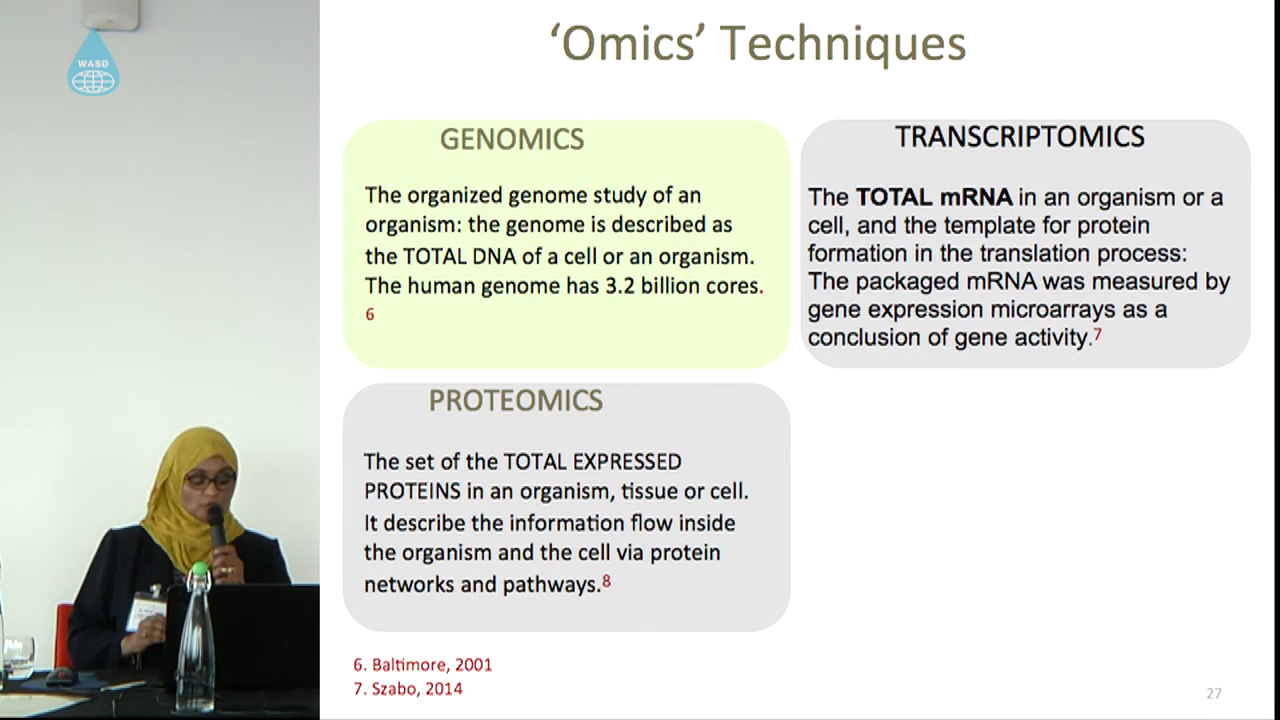 WASD
‘Omics’ Techniques
GENOMICS
The organized genome study of an
organism: the genome is described as
the TOTAL DNA of a cell or an organism.
The human genome has 3.2 billion cores.
6
TRANSCRIPTOMICS
The TOTAL mRNA in an organism or a
cell, and the template for protein
formation in the translation process:
The packaged mRNA was measured by
gene expression microarrays as a
conclusion of gene activity.7
PROTEOMICS
The set of the TOTAL EXPRESSED
PROTEINS in an organism, tissue or cell.
It describe the information flow inside
the organism and the cell via protein
networks and pathways.8
6. Baltimore, 2001
7. Szabo, 2014
27